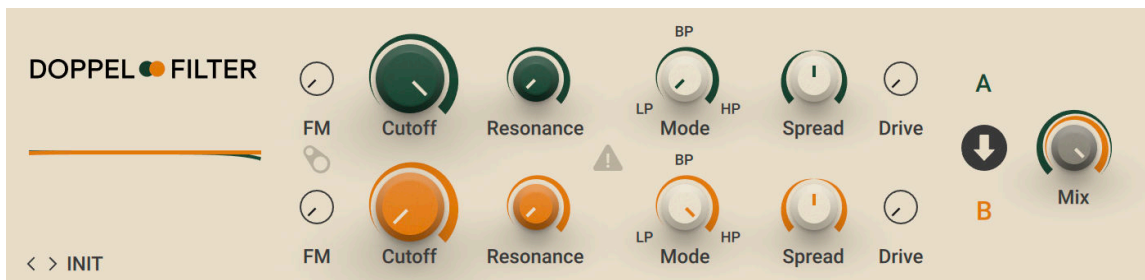 DOPPEL FILTER
FM Cutoff Resonance LP BP HP Mode Spread Drive A
Mix
FM Cutoff Resonance LP BP HP Mode Spread Drive B
< > INIT